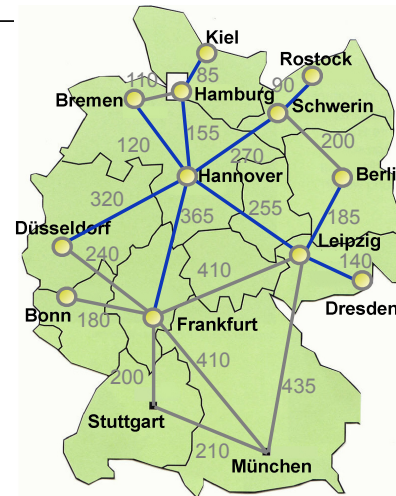 Kiel
Rostock
110
85
90
Bremen
Hamburg
Schwerin
155
200
120
270
Hannover
Berli
320
365
255
185
Düsseldorf
Leipzig
240
410
140
Bonn
180
Frankfurt
Dresden
410
200
435
Stuttgart
210
München